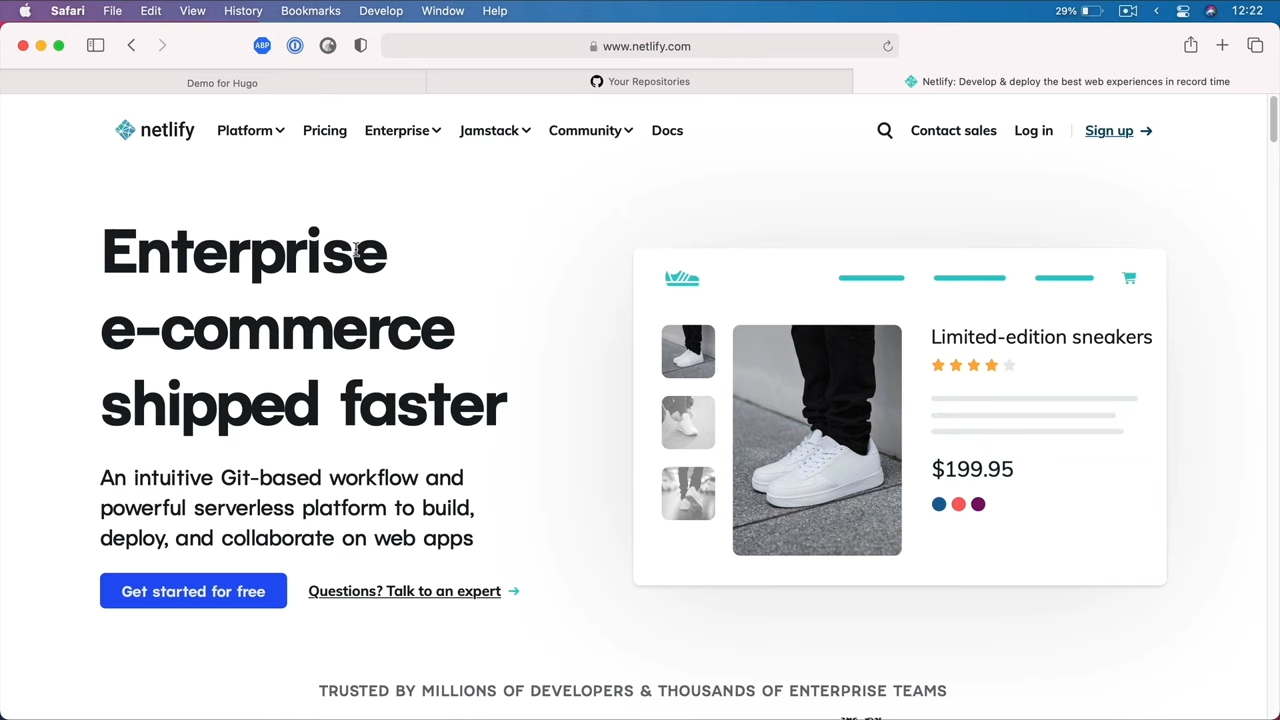 Safari File Edit View History Bookmarks Develop Window Help 29% 12:22
ABP www.netlify.com
Demo for Hugo Your Repositories Netlify: Develop & deploy the best web experiences in record time
netlify Platform Pricing Enterprise Jamstack Community Docs Contact sales Log in Sign up →
Enterprise
e-commerce
shipped faster
An intuitive Git-based workflow and
powerful serverless platform to build,
deploy, and collaborate on web apps
Get started for free Questions? Talk to an expert →
Limited-edition sneakers
$199.95
TRUSTED BY MILLIONS OF DEVELOPERS & THOUSANDS OF ENTERPRISE TEAMS